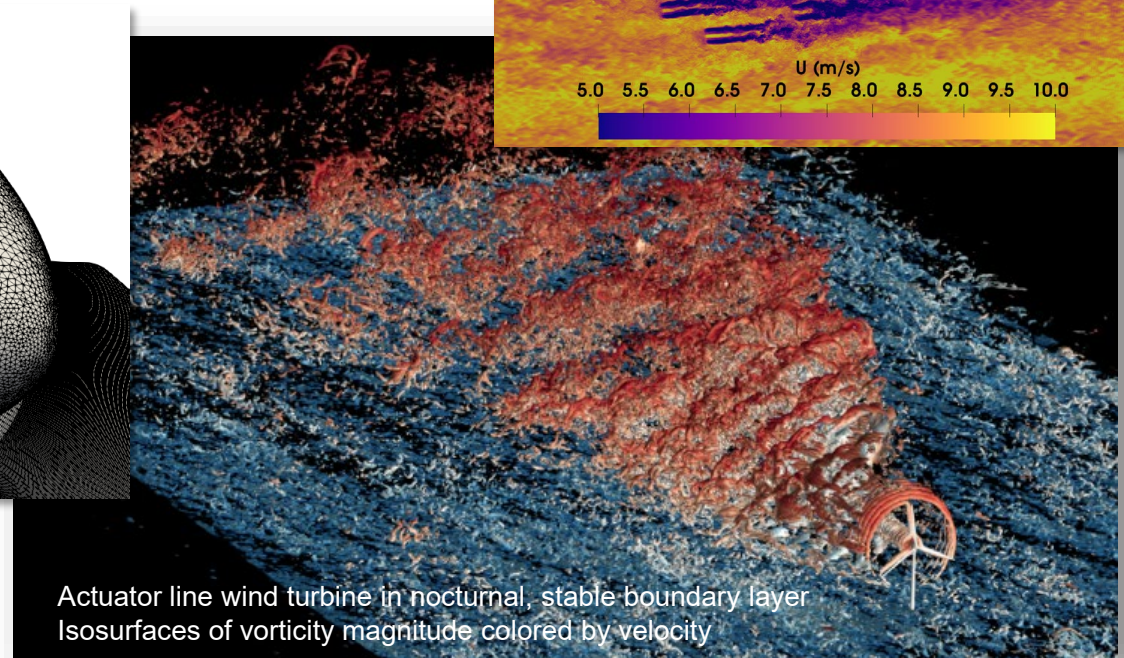 U (m/s)
5.0 5.5 6.0 6.5 7.0 7.5 8.0 8.5 9.0 9.5 10.0
Actuator line wind turbine in nocturnal, stable boundary layer
Isosurfaces of vorticity magnitude colored by velocity